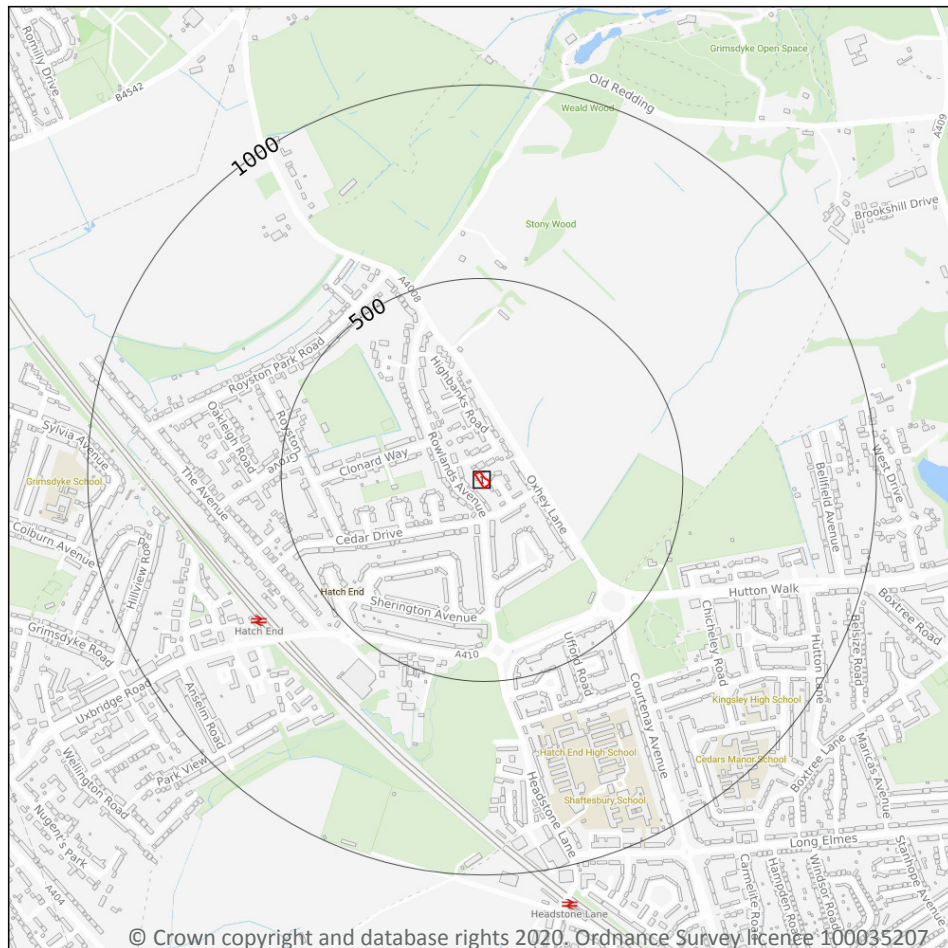 Romilly Drive
B4542
Grimsdyke Open Space
Old Redding
Weald Wood
A409
1000
Brookshill Drive
Stony Wood
A4008
500
Royston Park Road
Highbanks Road
Oakleigh Road
Royston Grove
Sylvia Avenue
Clonard Way
Rowlands Avenue
The Avenue
Grimsdyke School
Oxhey Lane
Bellfield Avenue
West Drive
Colburn Avenue
Cedar Drive
Hillview Road
Hatch End
Hutton Walk
Boxtree Road
Sherington Avenue
Chicheley Road
Hatch End
Grimsdyke Road
A410
Ufford Road
Hutton Lane
Belsize Road
Uxbridge Road
Anselm Road
Courtenay Avenue
Kingsley High School
Hatch End High School
Cedars Manor School
Boxtree Lane
Maricas Avenue
Park View
Wellington Road
Headstone Lane
Shaftesbury School
Nugent's Park
Long Elmes
Stanhope Avenue
A404
Carmelite Road
Hampden Road
Windsor Road
Headstone Lane
© Crown copyright and database rights 2020. Ordnance Survey licence 100035207